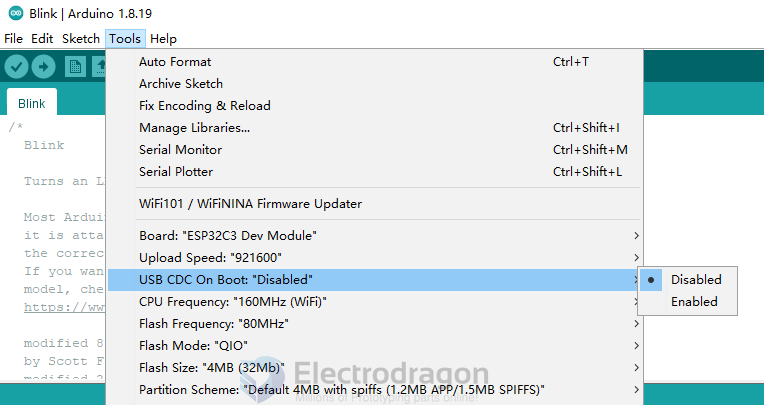 Blink | Arduino 1.8.19
File Edit Sketch Tools Help
Auto Format Ctrl+T
Archive Sketch
Fix Encoding & Reload
Manage Libraries... Ctrl+Shift+I
Serial Monitor Ctrl+Shift+M
Serial Plotter Ctrl+Shift+L
WiFi101 / WiFiNINA Firmware Updater
Board: "ESP32C3 Dev Module"
Upload Speed: "921600"
USB CDC On Boot: "Disabled"
CPU Frequency: "160MHz (WiFi)"
Flash Frequency: "80MHz"
Flash Mode: "QIO"
Flash Size: "4MB (32Mb)"
Partition Scheme: "Default 4MB with spiffs (1.2MB APP/1.5MB SPIFFS)"
Disabled
Enabled
Blink
/*
Blink
Turns an L
Most Ardui
it is atta
the correc
If you wan
model, che
https://ww
modified 8
by Scott F
modified 2
Electrodragon
Millions of Prototyping parts online